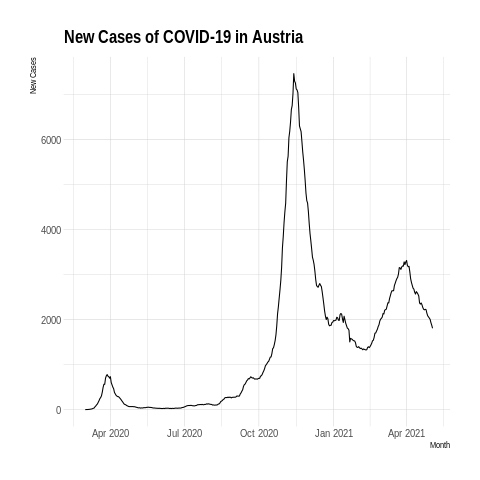 New Cases of COVID-19 in Austria
New Cases
6000
4000
2000
0
Apr 2020
Jul 2020
Oct 2020
Jan 2021
Apr 2021
Month